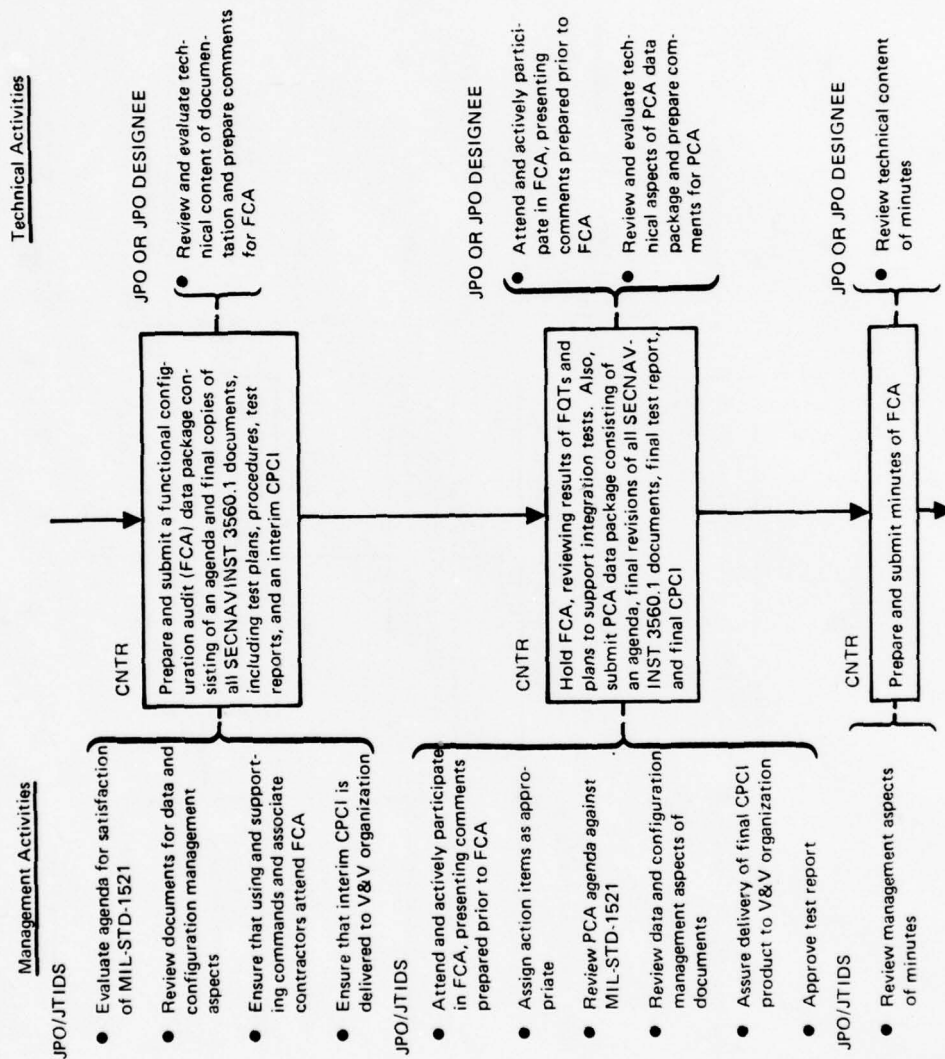 Management Activities
Technical Activities
JPO/JTIDS
● Evaluate agenda for satisfaction
of MIL-STD-1521
● Review documents for data and
configuration management
aspects
● Ensure that using and support-
ing commands and associate
contractors attend FCA
● Ensure that interim CPCI is
delivered to V&V organization
CNTR
Prepare and submit a functional config-
uration audit (FCA) data package con-
sisting of an agenda and final copies of
all SECNAVINST 3560.1 documents,
including test plans, procedures, test
reports, and an interim CPCI
JPO OR JPO DESIGNEE
● Review and evaluate tech-
nical content of documen-
tation and prepare comments
for FCA
JPO/JTIDS
● Attend and actively participate
in FCA, presenting comments
prepared prior to FCA
● Assign action items as appro-
priate
● Review PCA agenda against
MIL-STD-1521
● Review data and configuration
management aspects of
documents
● Assure delivery of final CPCI
product to V&V organization
● Approve test report
CNTR
Hold FCA, reviewing results of FQTs and
plans to support integration tests. Also,
submit PCA data package consisting of
an agenda, final revisions of all SECNAV-
INST 3560.1 documents, final test report,
and final CPCI
JPO OR JPO DESIGNEE
● Attend and actively partici-
pate in FCA, presenting
comments prepared prior to
FCA
● Review and evaluate tech-
nical aspects of PCA data
package and prepare com-
ments for PCA
JPO/JTIDS
● Review management aspects
of minutes
CNTR
Prepare and submit minutes of FCA
JPO OR JPO DESIGNEE
● Review technical content
of minutes